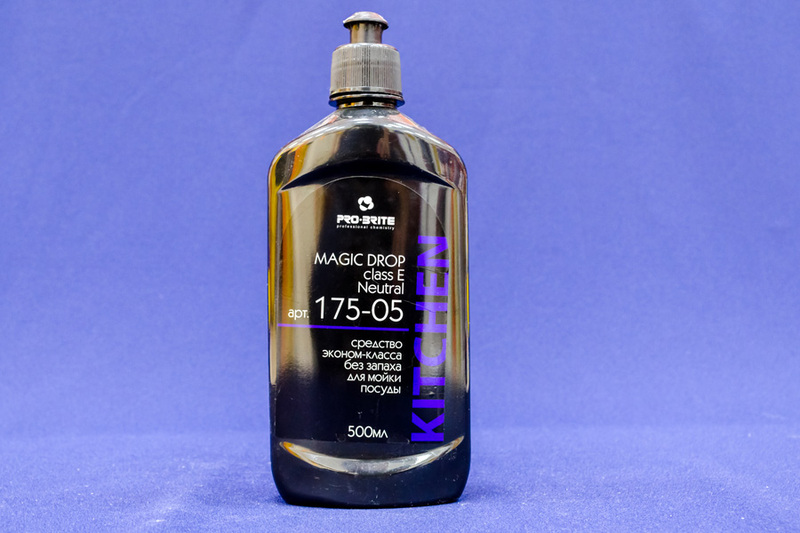 PRO-BRITE
professional chemistry
MAGIC DROP
class E
Neutral
арт. 175-05
средство
эконом-класса
без запаха
для мойки
посуды
500мл
KITCHEN